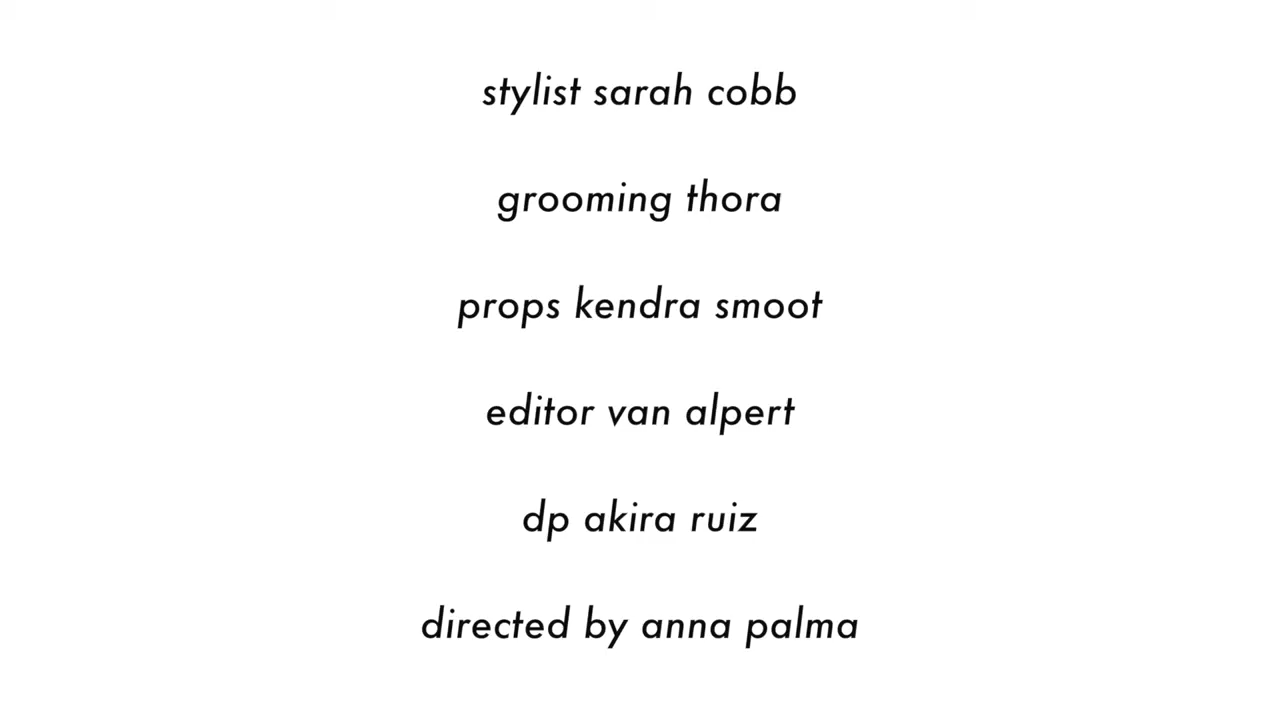 stylist sarah cobb
grooming thora
props kendra smoot
editor van alpert
dp akira ruiz
directed by anna palma